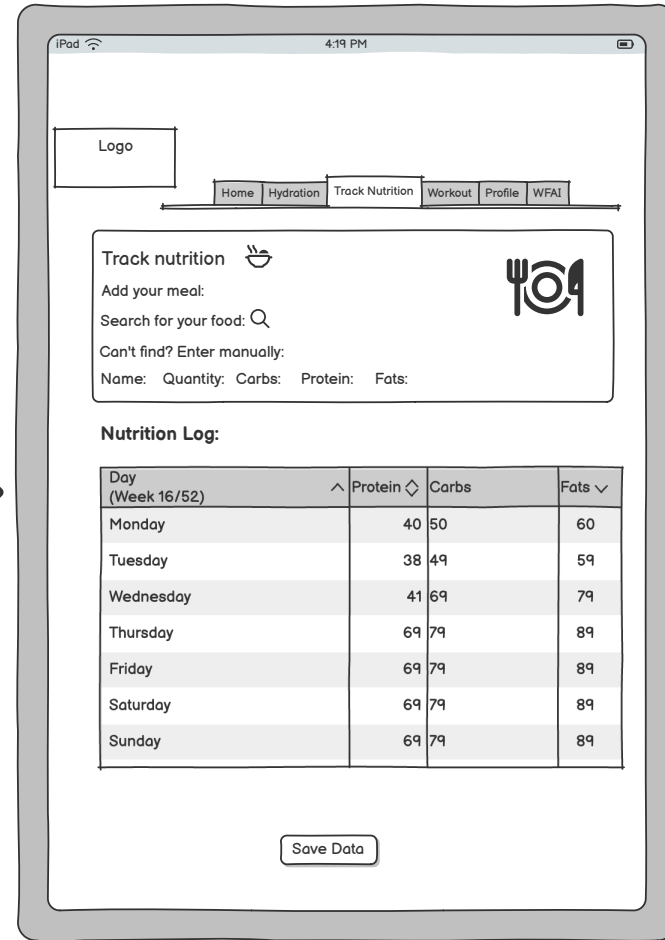 iPad 4:19 PM
Logo
Home Hydration Track Nutrition Workout Profile WFAI
Track nutrition
Add your meal:
Search for your food:
Can't find? Enter manually:
Name: Quantity: Carbs: Protein: Fats:
Nutrition Log:
Day
(Week 16/52) Protein Carbs Fats
Monday 40 50 60
Tuesday 38 49 59
Wednesday 41 69 79
Thursday 69 79 89
Friday 69 79 89
Saturday 69 79 89
Sunday 69 79 89
Save Data